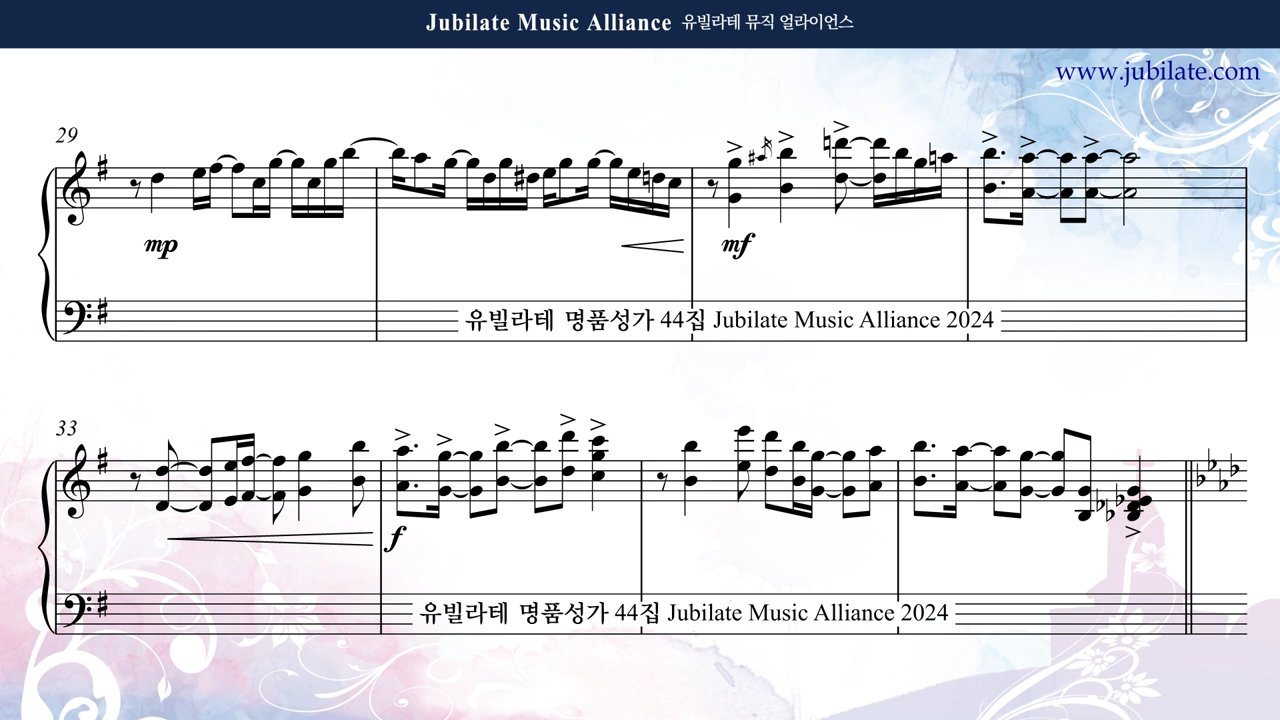 Jubilate Music Alliance 유빌라테 뮤직 얼라이언스
www.jubilate.com
29
mp
mf
유빌라테 명품성가 44집 Jubilate Music Alliance 2024
33
f
유빌라테 명품성가 44집 Jubilate Music Alliance 2024